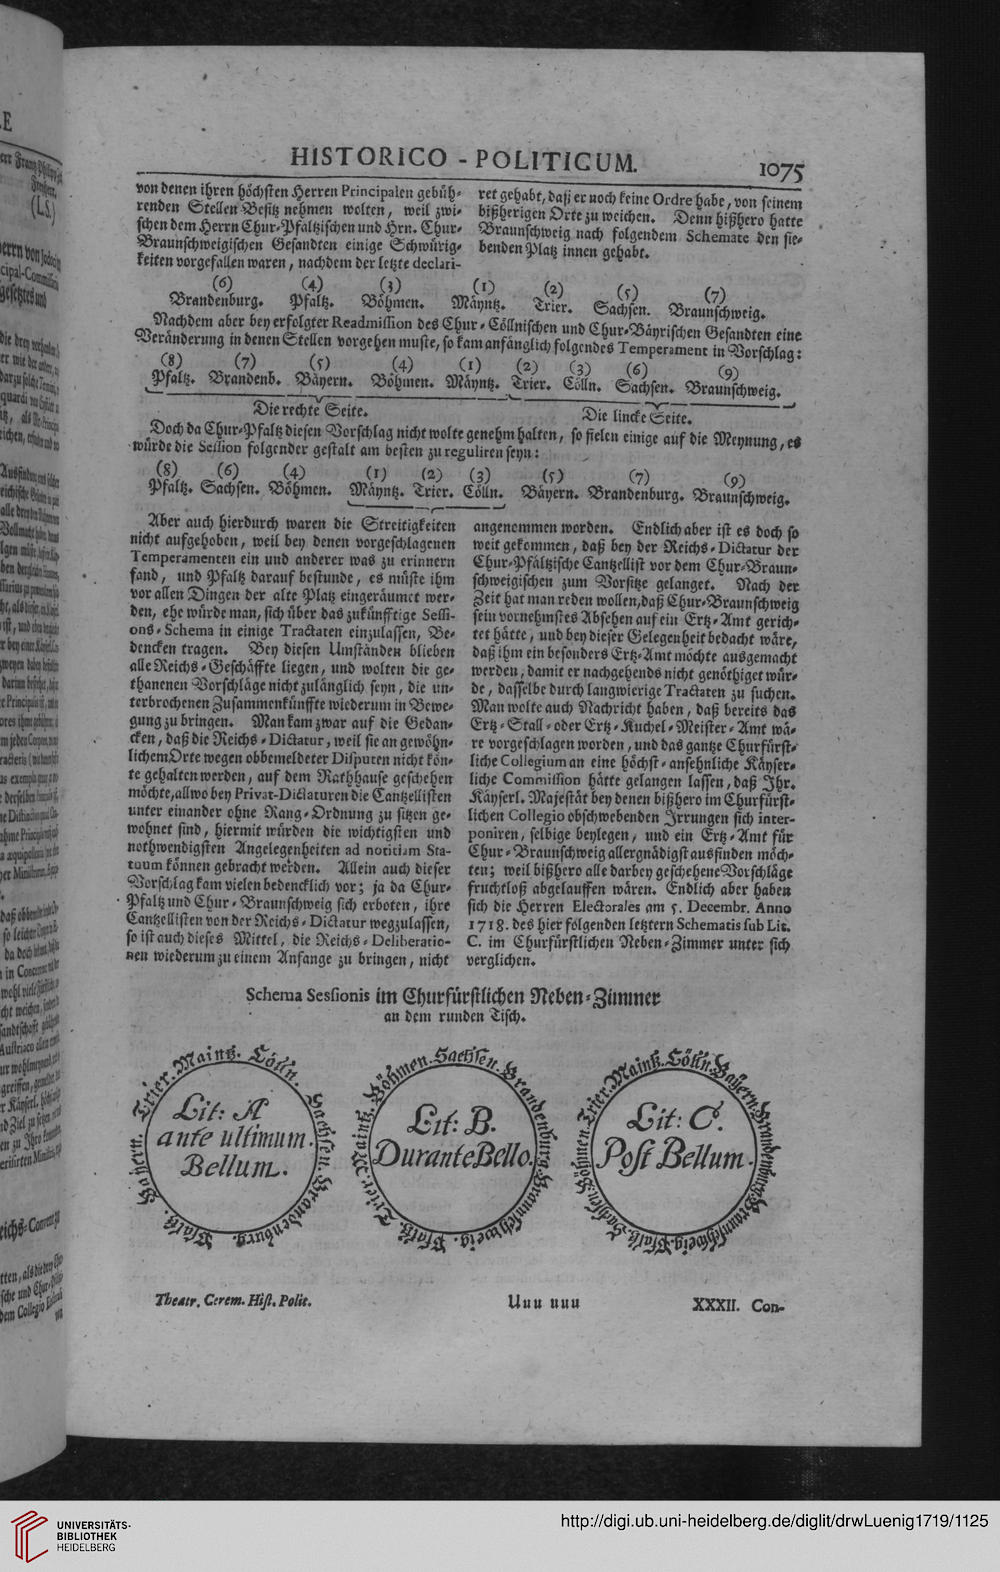 HISTORICO - POLITICUM. 1075
von denen ihren höchsten Herren Principalen gebüh-
renden Stellen Besitz nehmen wolten, weil zwi-
schen dem Herrn Chur-Pfältzischen und Hrn. Chur-
Braunschweigischen Gesandten einige Schwürig-
keiten vorgefallen waren, nachdem der letzte declari-
ret gehabt, daß er noch keine Ordre habe, von seinem
bißherigen Orte zu weichen. Denn bißhero hatte
Braunschweig nach folgendem Schemate den sie-
benden Platz innen gehabt.
(6) (4) (3) (1) (2) (5) (7)
Brandenburg. Pfaltz. Böhmen. Mäyntz. Trier. Sachsen. Braunschweig.
Nachdem aber bey erfolgter Readmission des Chur-Cöllnischen und Chur-Bäyrischen Gesandten eine
Veränderung in denen Stellen vorgehen muste, so kam anfänglich folgendes Temperament in Vorschlag:
(8) (7) (5) (4) (1) (2) (3) (6) (9)
Pfaltz. Brandenb. Bäyern. Böhmen. Mäyntz. Trier. Cölln. Sachsen. Braunschweig.
Die rechte Seite. Die lincke Seite.
Doch da Chur-Pfaltz diesen Vorschlag nicht wolte genehm halten, so fielen einige auf die Meynung, es
würde die Session folgender gestalt am besten zu reguliren seyn:
(8) (6) (4) (1) (2) (3) (5) (7) (9)
Pfaltz. Sachsen. Böhmen. Mäyntz. Trier. Cölln. Bäyern. Brandenburg. Braunschweig.
Aber auch hierdurch waren die Streitigkeiten
nicht aufgehoben, weil bey denen vorgeschlagenen
Temperamenten ein und anderer was zu erinnern
fand, und Pfaltz darauf bestunde, es müste ihm
vor allen Dingen der alte Platz eingeräumet wer-
den, ehe würde man, sich über das zukünfftige Sessi-
ons-Schema in einige Tractaten einzulassen, Be-
dencken tragen. Bey diesen Umständen blieben
alle Reichs-Geschäffte liegen, und wolten die ge-
thanenen Vorschläge nicht zulänglich seyn, die un-
terbrochenen Zusammenkünffte wiederum in Bewe-
gung zu bringen. Man kam zwar auf die Gedan-
cken, daß die Reichs-Dictatur, weil sie an gewöhn-
lichem Orte wegen obbemeldeter Disputen nicht kön-
te gehalten werden, auf dem Rathhause geschehen
möchte, allwo bey Privat-Dictaturen die Cantzellisten
unter einander ohne Rang-Ordnung zu sitzen ge-
wohnet sind, hiermit würden die wichtigsten und
nothwendigsten Angelegenheiten ad notitiam Sta-
tuum können gebracht werden. Allein auch dieser
Vorschlag kam vielen bedencklich vor; ja da Chur-
Pfaltz und Chur-Braunschweig sich erboten, ihre
Cantzellisten von der Reichs-Dictatur wegzulassen,
so ist auch dieses Mittel, die Reichs-Deliberatio-
nen wiederum zu einem Anfange zu bringen, nicht
angenommen worden. Endlich aber ist es doch so
weit gekommen, daß bey der Reichs-Dictatur der
Chur-Pfältzische Cantzellist vor dem Chur-Braun-
schweigischen zum Vorsitze gelanget. Nach der
Zeit hat man reden wollen, daß Chur-Braunschweig
sein vornehmstes Absehen auf ein Ertz-Amt gerich-
tet hätte, und bey dieser Gelegenheit bedacht wäre,
daß ihm ein besonders Ertz-Amt möchte ausgemacht
werden, damit er nachgehends nicht genöthiget wür-
de, dasselbe durch langwierige Tractaten zu suchen.
Man wolte auch Nachricht haben, daß bereits das
Ertz-Stall- oder Ertz-Kuchel-Meister-Amt wä-
re vorgeschlagen worden, und das gantze Churfürst-
liche Collegium an eine höchst-ansehnliche Käyser-
liche Commission hätte gelangen lassen, daß Ihr.
Käyserl. Majestät bey denen bißhero im Churfürst-
lichen Collegio obschwebenden Irrungen sich inter-
poniren, selbige beylegen, und ein Ertz-Amt für
Chur-Braunschweig allergnädigst ausfinden möch-
ten; weil bißhero alle darbey geschehene Vorschläge
fruchtloß abgelauffen wären. Endlich aber haben
sich die Herren Electorales am 5. Decembr. Anno
1718. des hier folgenden letztern Schematis sub Lit.
C. im Churfürstlichen Neben-Zimmer unter sich
verglichen.
Schema Sessionis im Churfürstlichen Neben-Zimmer
an dem runden Tisch.
Bayern. Trier. Maintz. Cölln. Sachsen. Brandenburg. Pfaltz.
Lit: A
ante ultimum.
Bellum.
Trier. Maintz. Böhmen. Sachsen. Brandenburg. Braunschweig. Pfaltz.
Lit: B.
Durante Bello.
Sachsen. Böhmen. Trier. Maintz. Cölln. Bayern. Brandenburg. Braunschweig. Pfaltz.
Lit: C.
Post Bellum.
Theatr. Cerem. Hist. Polit. Uuu uuu XXXII. Con-
UNIVERSITÄTS-
BIBLIOTHEK
HEIDELBERG
http://digi.ub.uni-heidelberg.de/diglit/drwLuenig1719/1125